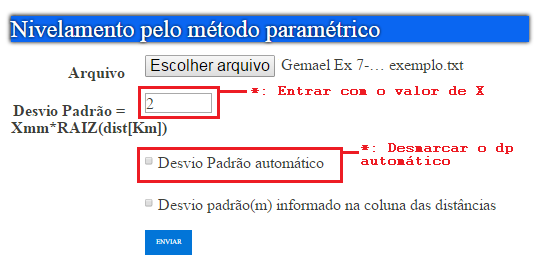 Nivelamento pelo método paramétrico
Arquivo
Escolher arquivo Gemael Ex 7-... exemplo.txt
Desvio Padrão =
Xmm*RAIZ(dist[Km])
2
*: Entrar com o valor de X
Desvio Padrão automático
*: Desmarcar o dp
automático
Desvio padrão(m) informado na coluna das distâncias
ENVIAR